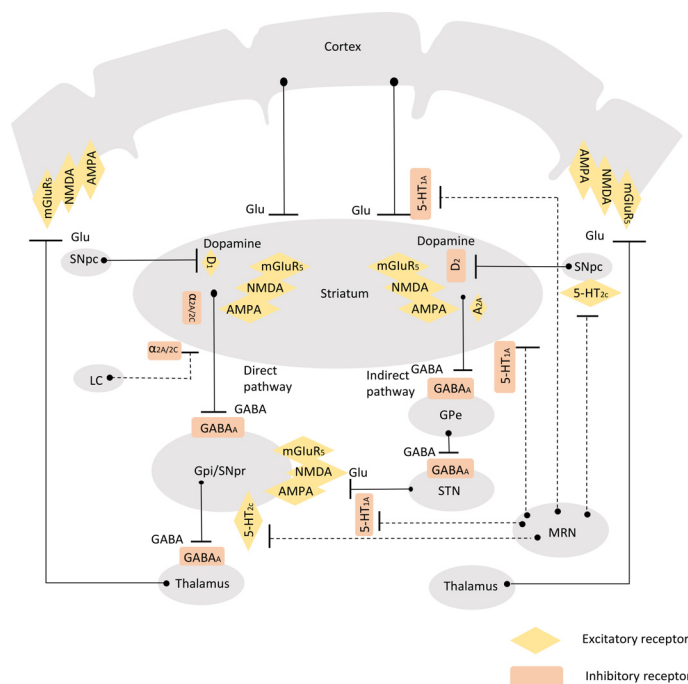 Cortex
mGluR5
NMDA
AMPA
AMPA
NMDA
mGluR5
5-HT1A
Glu
Glu
Glu
Glu
SNpc
Dopamine
D1
Dopamine
D2
SNpc
5-HT2c
mGluR5
NMDA
AMPA
Striatum
mGluR5
NMDA
AMPA
A2A
α2A/2C
α2A/2C
LC
Direct
pathway
Indirect
pathway
GABA
GABAA
GPe
5-HT1A
GABA
GABAA
Gpi/SNpr
mGluR5
NMDA
AMPA
5-HT2c
Glu
GABA
GABAA
STN
5-HT1A
MRN
GABA
GABAA
Thalamus
Thalamus
Excitatory receptor
Inhibitory receptor